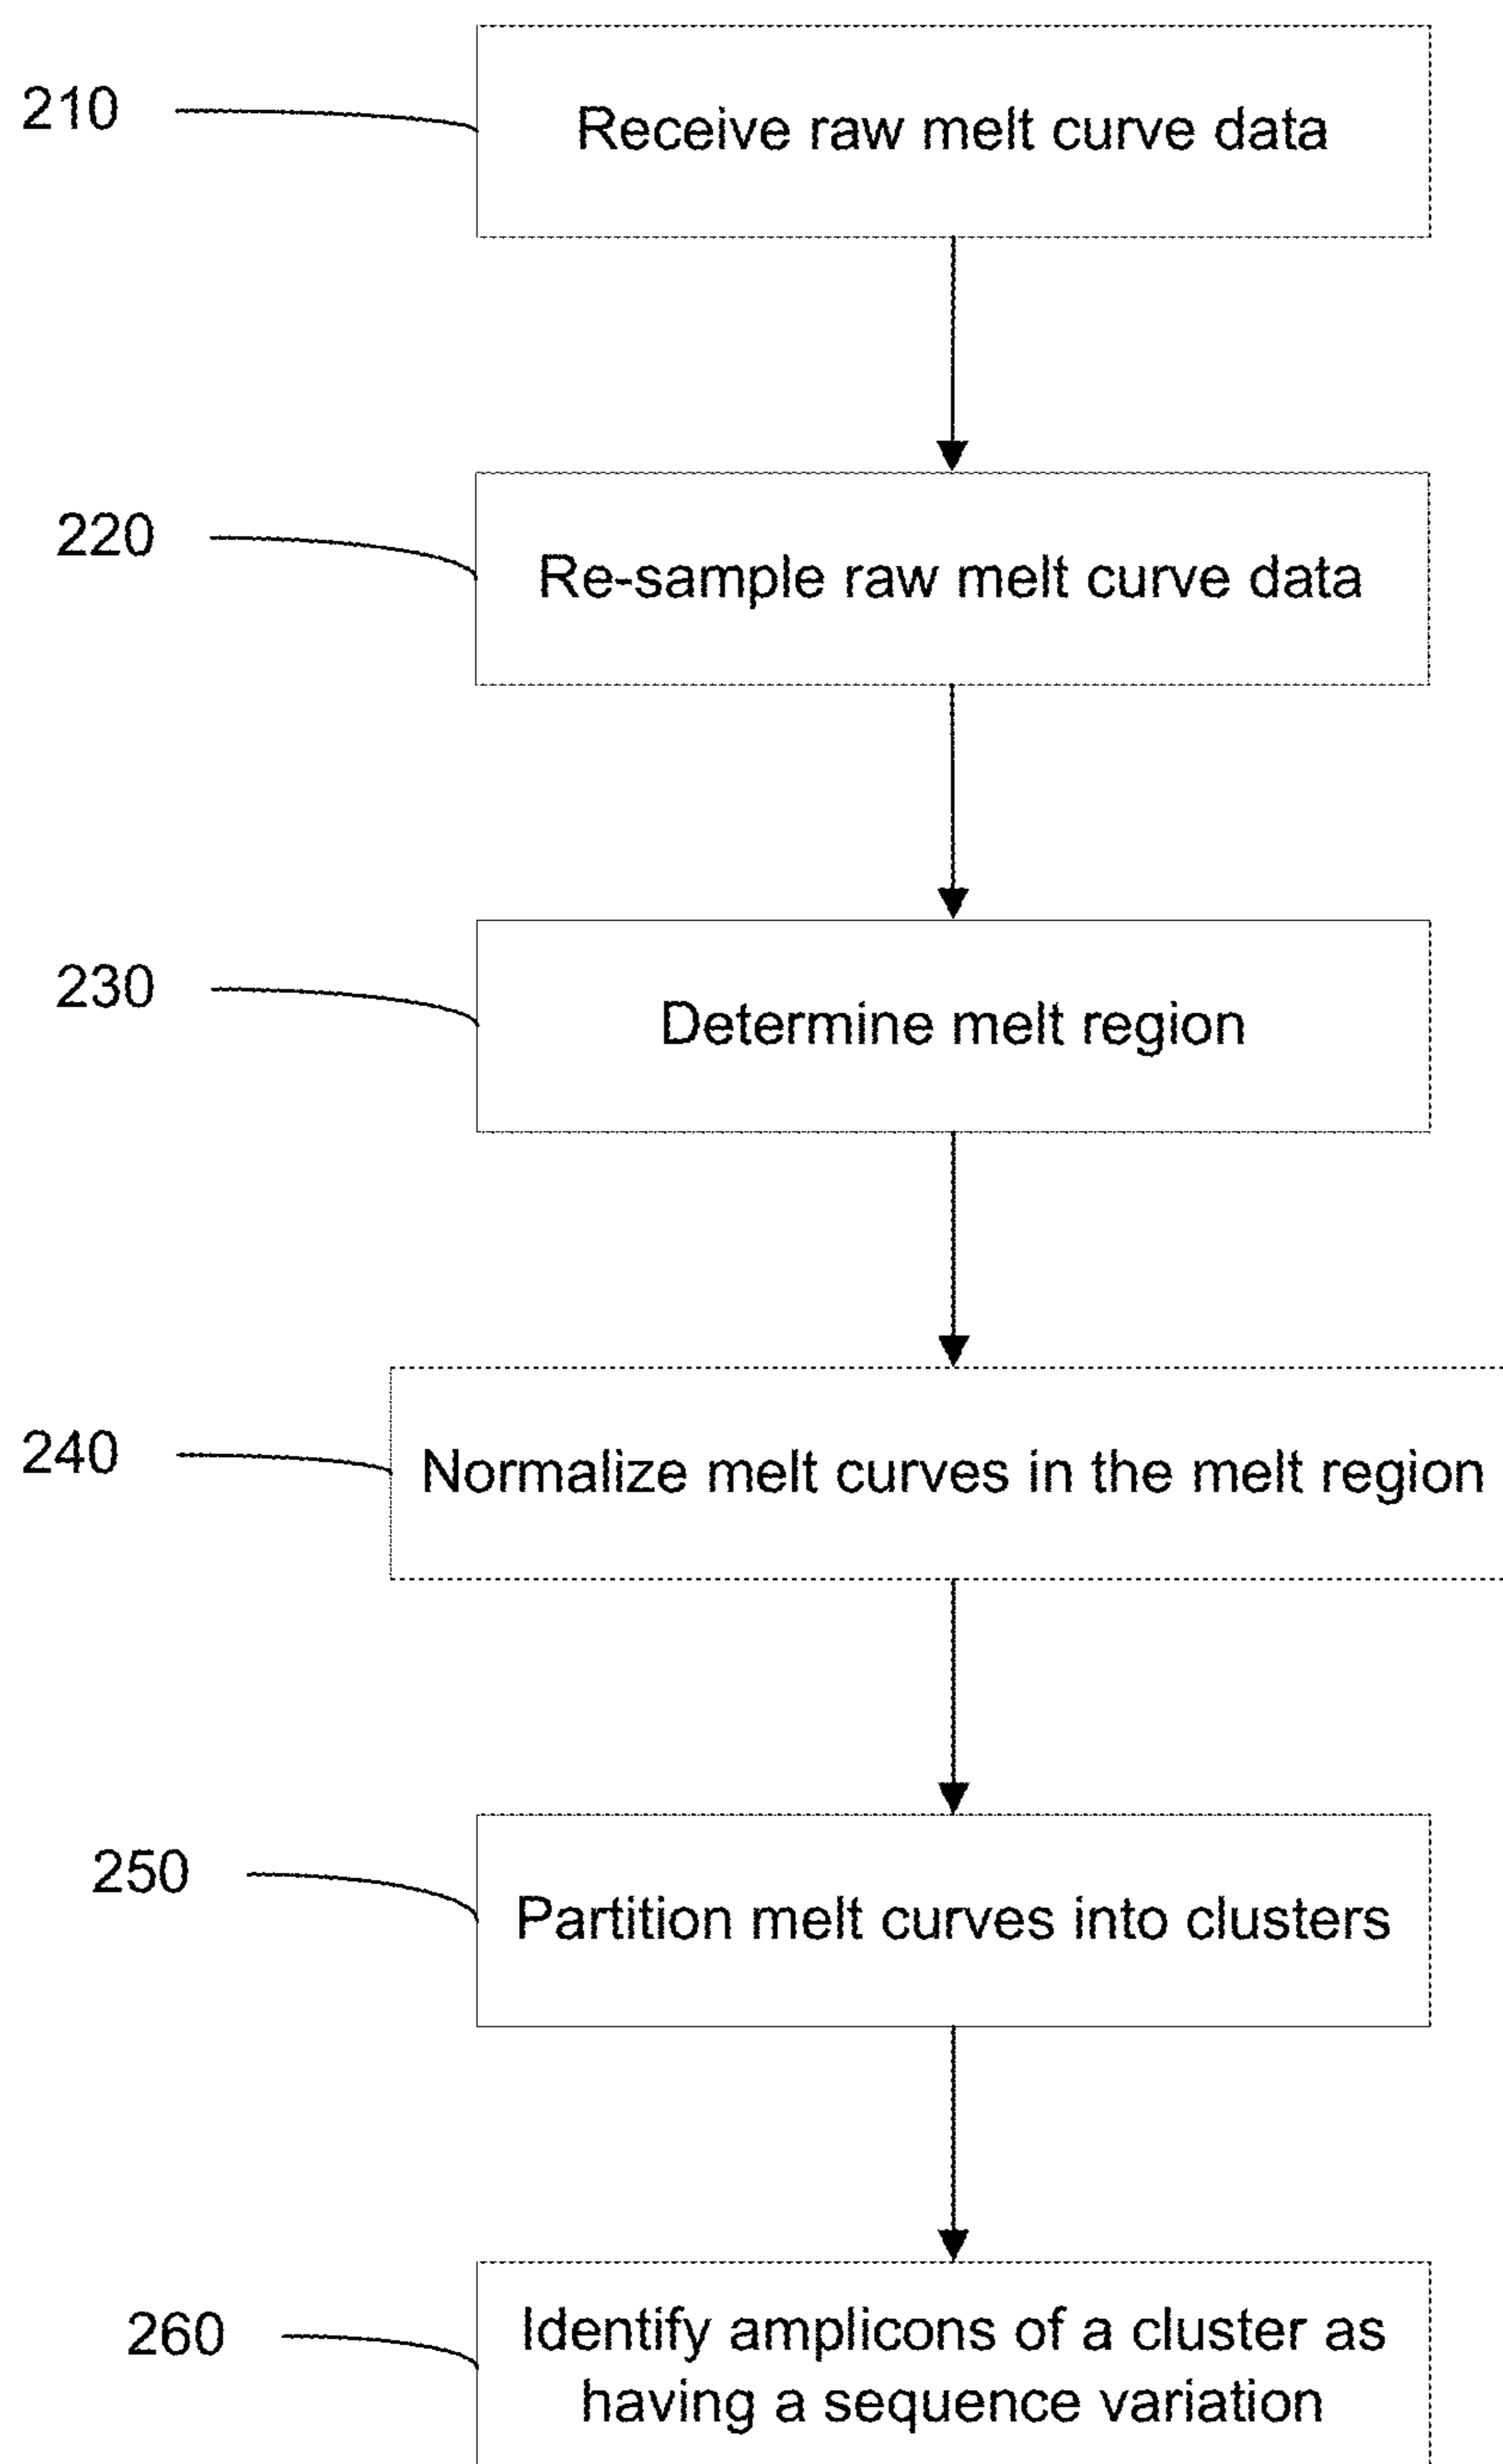 210
Receive raw melt curve data
220
Re-sample raw melt curve data
230
Determine melt region
240
Normalize melt curves in the melt region
250
Partition melt curves into clusters
260
Identify amplicons of a cluster as
having a sequence variation